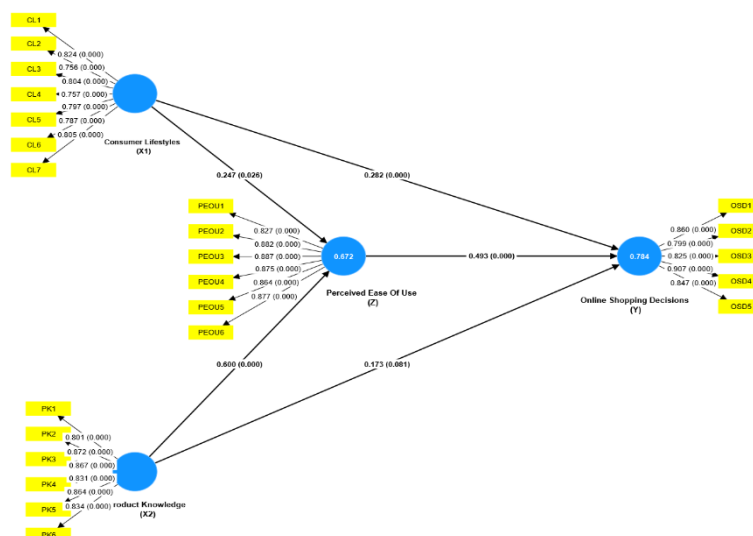 CL1
CL2
CL3
CL4
CL5
CL6
CL7
0.824 (0.000)
0.756 (0.000)
0.804 (0.000)
0.757 (0.000)
0.797 (0.000)
0.787 (0.000)
0.805 (0.000)
Consumer Lifestyles
(X1)
0.247 (0.026)
0.282 (0.000)
PEOU1
PEOU2
PEOU3
PEOU4
PEOU5
PEOU6
0.827 (0.000)
0.882 (0.000)
0.887 (0.000)
0.875 (0.000)
0.864 (0.000)
0.877 (0.000)
0.672
Perceived Ease Of Use
(Z)
0.493 (0.000)
0.784
Online Shopping Decisions
(Y)
0.860 (0.000)
0.799 (0.000)
0.825 (0.000)
0.907 (0.000)
0.847 (0.000)
OSD1
OSD2
OSD3
OSD4
OSD5
0.600 (0.000)
0.173 (0.081)
PK1
PK2
PK3
PK4
PK5
PK6
0.801 (0.000)
0.872 (0.000)
0.867 (0.000)
0.831 (0.000)
0.864 (0.000)
0.834 (0.000)
roduct Knowledge
(X2)